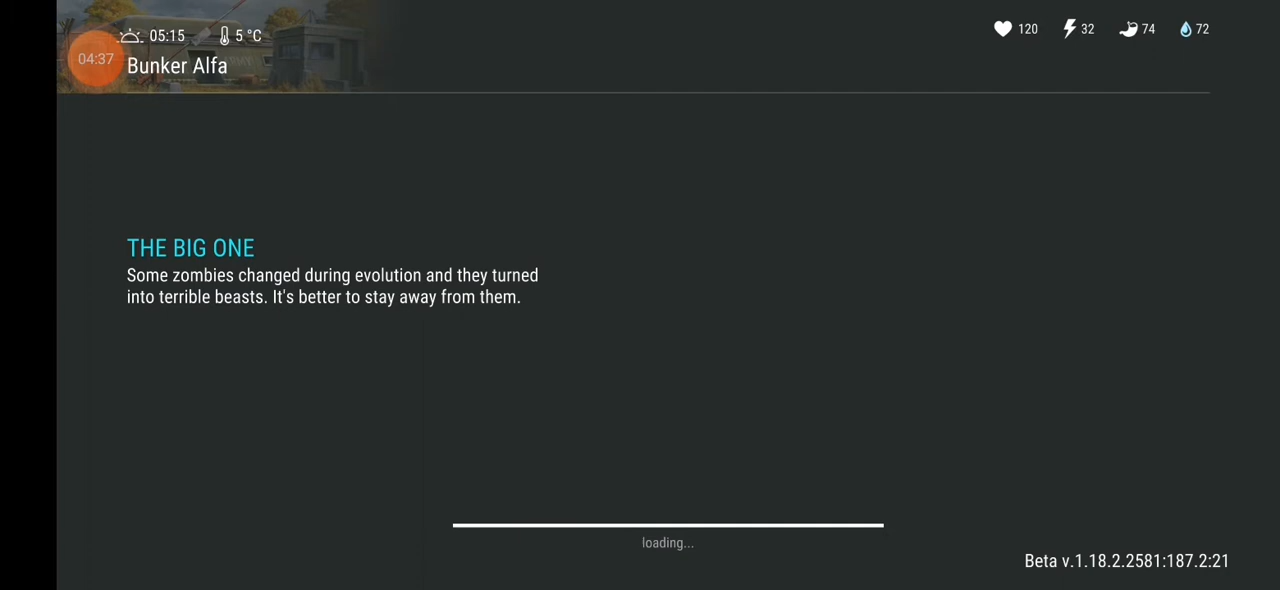 05:15 5 °C 120 32 74 72
04:37
Bunker Alfa
THE BIG ONE
Some zombies changed during evolution and they turned
into terrible beasts. It's better to stay away from them.
loading...
Beta v.1.18.2.2581:187.2:21